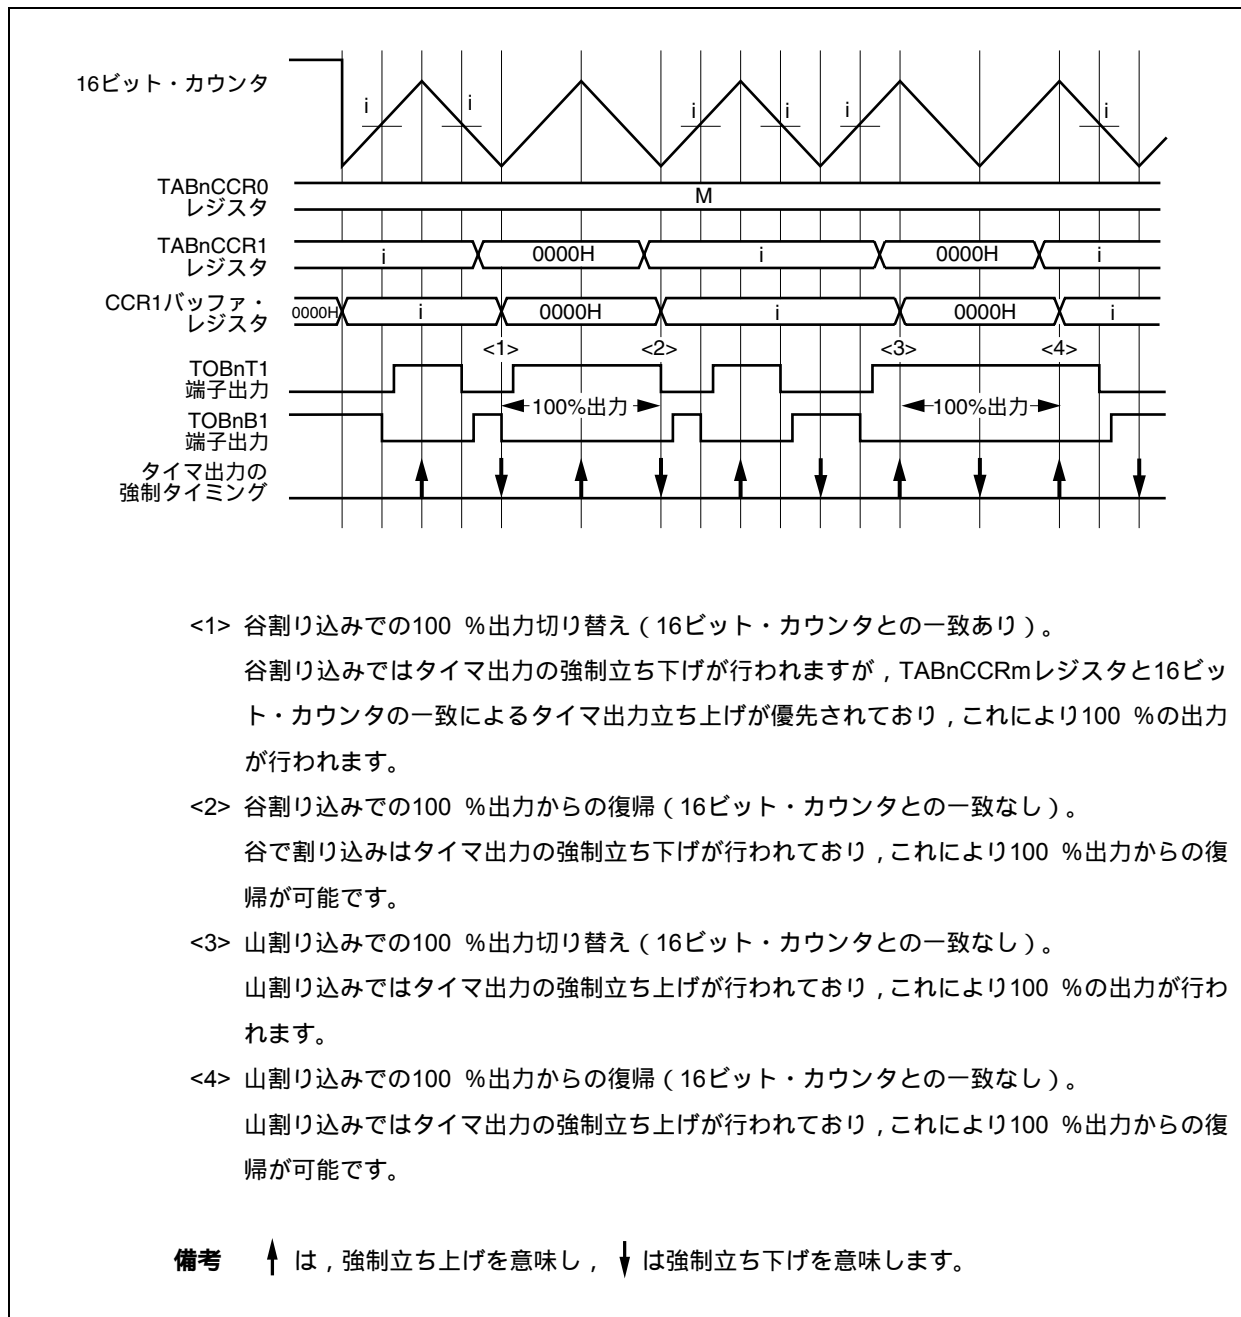 16ビット・カウンタ
i i i i i i
TABnCCR0
レジスタ
M
TABnCCR1
レジスタ
i 0000H i 0000H i
CCR1バッファ・
レジスタ
0000H i 0000H i 0000H i
<1> <2> <3> <4>
TOBnT1
端子出力
100%出力 100%出力
TOBnB1
端子出力
タイマ出力の
強制タイミング
<1> 谷割り込みでの100 %出力切り替え(16ビット・カウンタとの一致あり)。
谷割り込みではタイマ出力の強制立ち下げが行われますが,TABnCCRmレジスタと16ビッ
ト・カウンタの一致によるタイマ出力立ち上げが優先されており,これにより100 %の出力
が行われます。
<2> 谷割り込みでの100 %出力からの復帰(16ビット・カウンタとの一致なし)。
谷で割り込みはタイマ出力の強制立ち下げが行われており,これにより100 %出力からの復
帰が可能です。
<3> 山割り込みでの100 %出力切り替え(16ビット・カウンタとの一致なし)。
山割り込みではタイマ出力の強制立ち上げが行われており,これにより100 %の出力が行わ
れます。
<4> 山割り込みでの100 %出力からの復帰(16ビット・カウンタとの一致なし)。
山割り込みではタイマ出力の強制立ち上げが行われており,これにより100 %出力からの復
帰が可能です。
備考 ↑ は,強制立ち上げを意味し, ↓ は強制立ち下げを意味します。